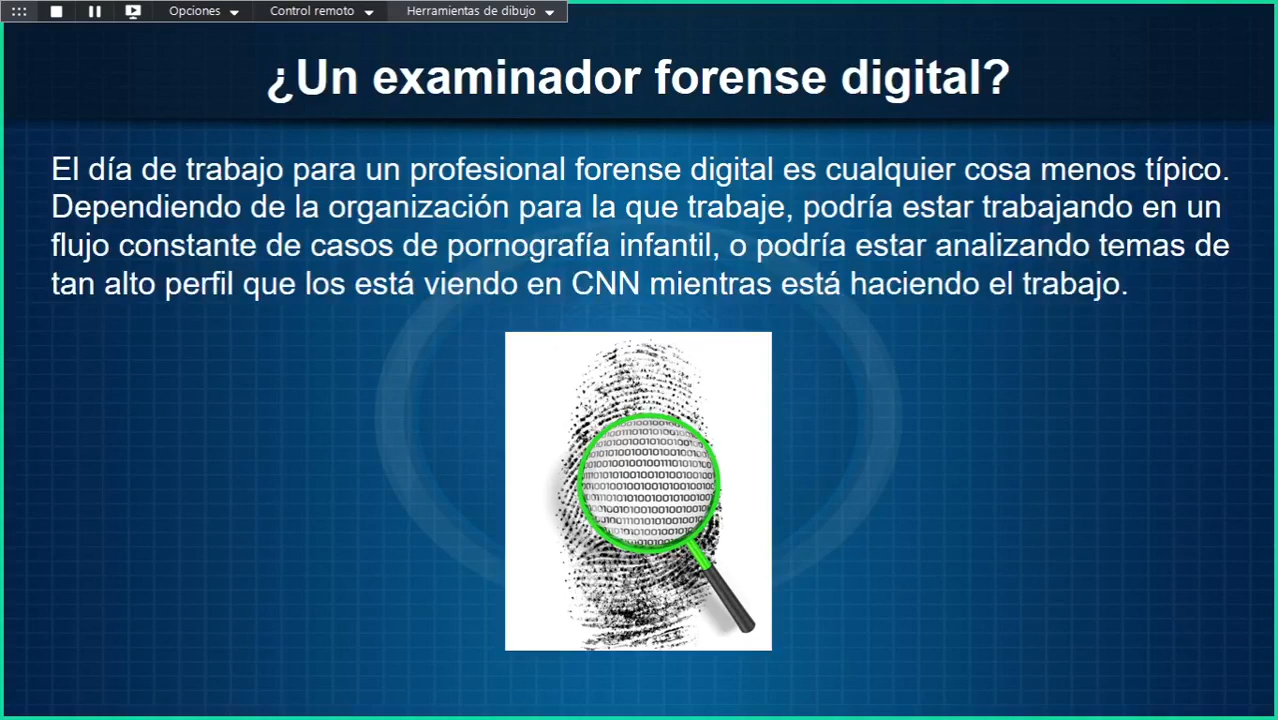 Opciones Control remoto Herramientas de dibujo
¿Un examinador forense digital?
El día de trabajo para un profesional forense digital es cualquier cosa menos típico.
Dependiendo de la organización para la que trabaje, podría estar trabajando en un
flujo constante de casos de pornografía infantil, o podría estar analizando temas de
tan alto perfil que los está viendo en CNN mientras está haciendo el trabajo.